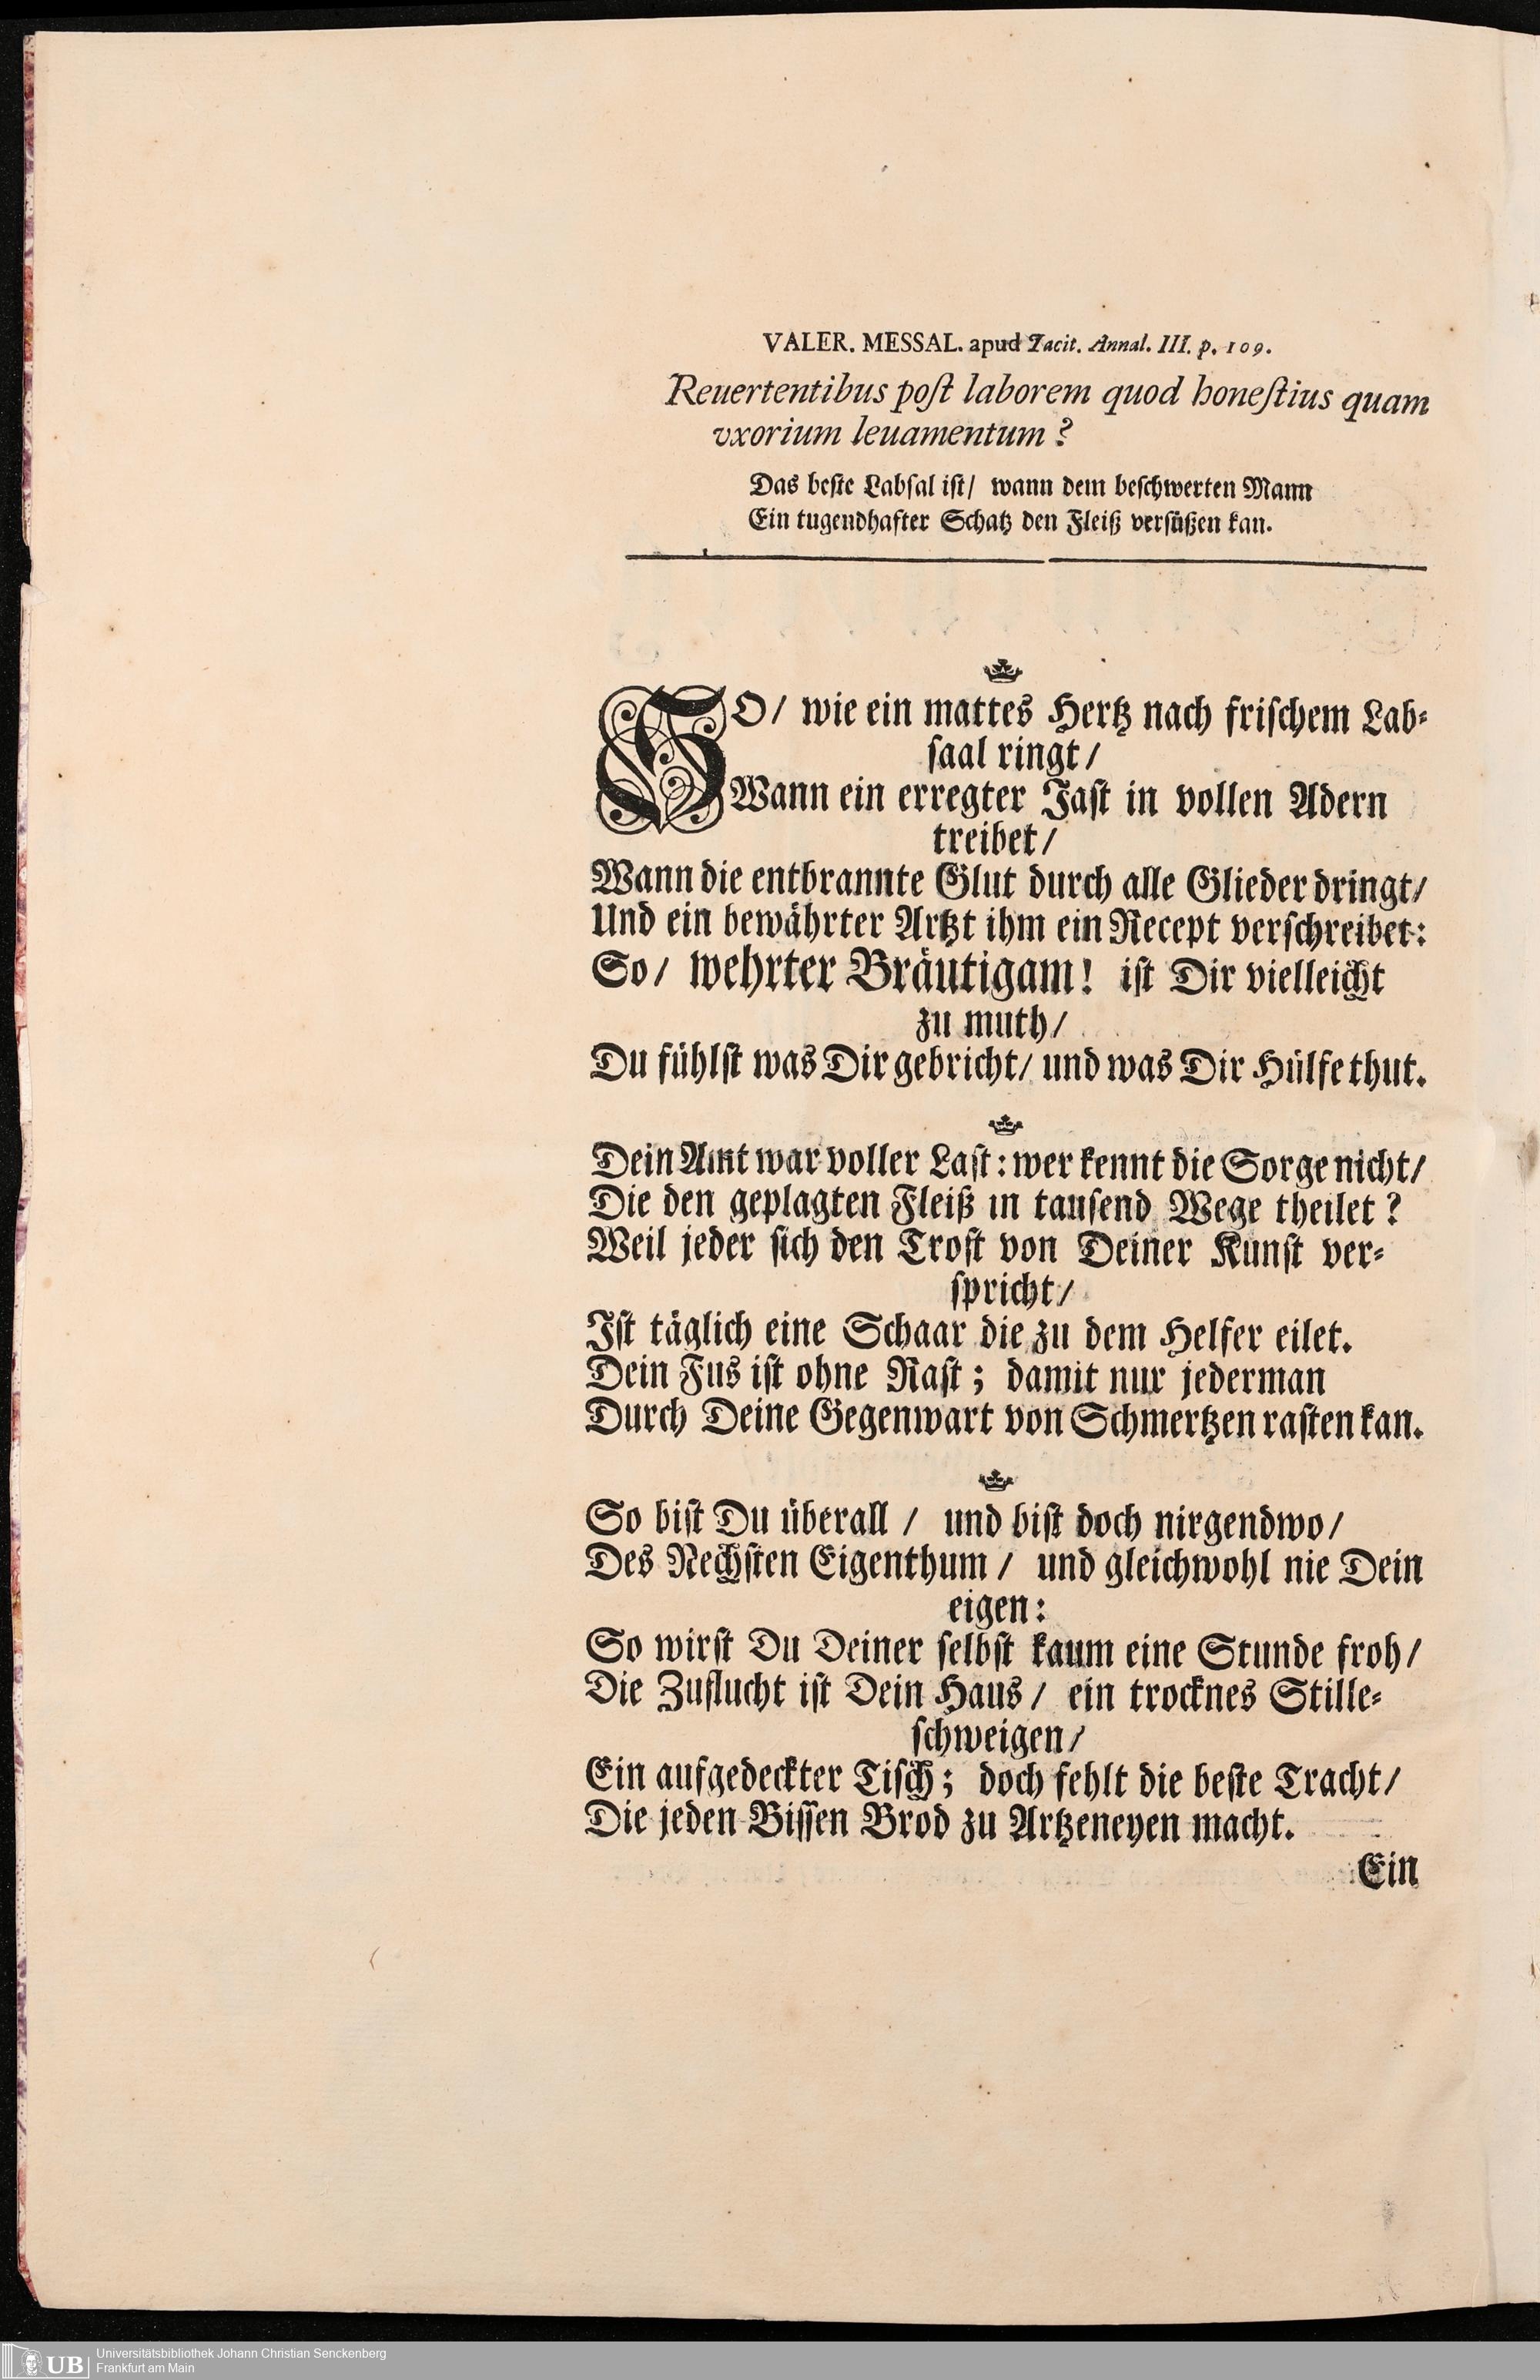 VALER. MESSAL. apud Tacit. Annal. III. p. 109.
Reuertentibus poſt laborem quod honeſtius quam
vxorium leuamentum?
Das beſte Labſal iſt/ wann dem beſchwerten Mann
Ein tugendhafter Schatz den Fleiß verſüßen kan.
SO/ wie ein mattes Hertz nach friſchem Lab⸗
ſaal ringt/
Wann ein erregter Jaſt in vollen Adern
treibet/
Wann die entbrannte Glut durch alle Glieder dringt/
Und ein bewährter Artzt ihm ein Recept verſchreibet:
So/ wehrter Bräutigam! iſt Dir vielleicht
zu muth/
Du fühlſt was Dir gebricht/ und was Dir Hülfe thut.
Dein Amt war voller Laſt: wer kennt die Sorge nicht/
Die den geplagten Fleiß in tauſend Wege theilet?
Weil jeder ſich den Troſt von Deiner Kunſt ver⸗
ſpricht/
Iſt täglich eine Schaar die zu dem Helfer eilet.
Dein Fus iſt ohne Raſt; damit nur jederman
Durch Deine Gegenwart von Schmertzen raſten kan.
So biſt Du überall / und biſt doch nirgendwo/
Des Nechſten Eigenthum / und gleichwohl nie Dein
eigen:
So wirſt Du Deiner ſelbſt kaum eine Stunde froh/
Die Zuflucht iſt Dein Haus / ein trocknes Stille⸗
ſchweigen/
Ein aufgedeckter Tiſch; doch fehlt die beſte Tracht/
Die jeden Biſſen Brod zu Artzeneyen macht.
Ein
UB Universitätsbibliothek Johann Christian Senckenberg
Frankfurt am Main